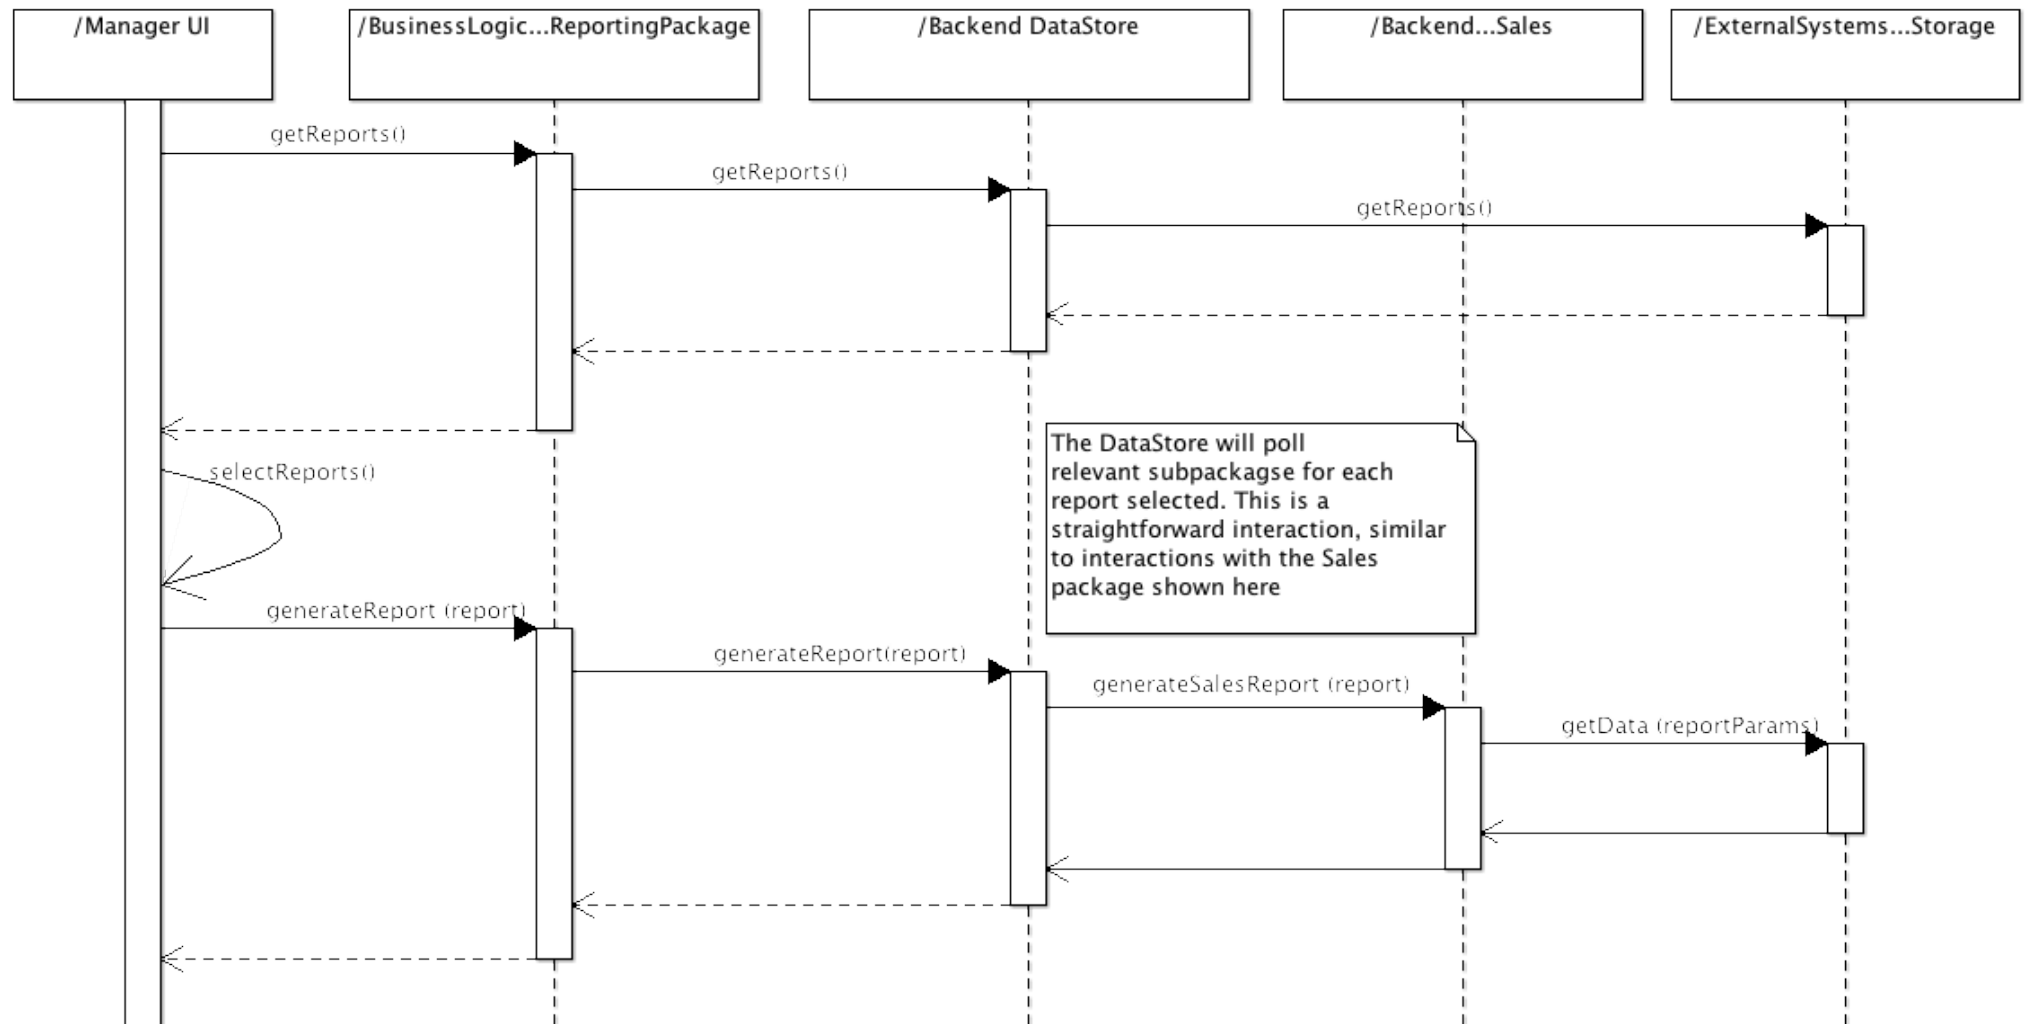 /Manager UI
/BusinessLogic...ReportingPackage
/Backend DataStore
/Backend...Sales
/ExternalSystems...Storage
getReports()
getReports()
getReports()
selectReports()
The DataStore will poll
relevant subpackagse for each
report selected. This is a
straightforward interaction, similar
to interactions with the Sales
package shown here
generateReport (report)
generateReport(report)
generateSalesReport (report)
getData (reportParams)